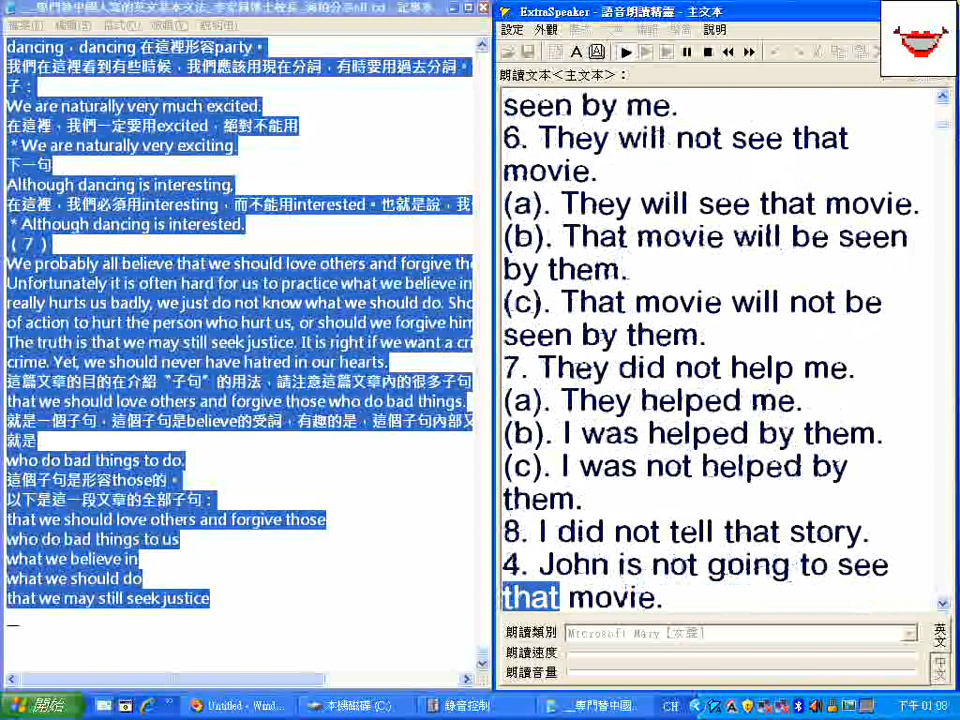 dancing，dancing 在這裡形容party。
我們在這裡看到有些時候，我們應該用現在分詞，有時要用過去分詞。
子：
We are naturally very much excited.
在這裡，我們一定要用excited，絕對不能用
* We are naturally very exciting.
下一句
Although dancing is interesting,
在這裡，我們必須用interesting，而不能用interested。也就是說，我
* Although dancing is interested.
（７）
We probably all believe that we should love others and forgive
Unfortunately it is often hard for us to practice what we believe in
really hurts us badly, we just do not know what we should do.
of action to hurt the person who hurt us, or should we forgive him
The truth is that we may still seek justice. It is right if we want a
crime. Yet, we should never have hatred in our hearts.
這篇文章的目的在介紹〝子句〞的用法，請注意這篇文章內的很多子句
that we should love others and forgive those who do bad things.
就是一個子句，這個子句是believe的受詞，有趣的是，這個子句內部又
就是
who do bad things to do.
這個子句是形容those的。
以下是這一段文章的全部子句：
that we should love others and forgive those
who do bad things to us
what we believe in
what we should do
that we may still seek justice
ExtraSpeaker - 語音朗讀精靈 - 主文本
設定 外觀 編輯 說明
朗讀文本<主文本>：
seen by me.
6. They will not see that
movie.
(a). They will see that movie.
(b). That movie will be seen
by them.
(c). That movie will not be
seen by them.
7. They did not help me.
(a). They helped me.
(b). I was helped by them.
(c). I was not helped by
them.
8. I did not tell that story.
4. John is not going to see
that movie.
朗讀類別 Microsoft Mary【女聲】
朗讀速度
朗讀音量
英文
中文
開始 Untitled - Wind... 本機磁碟 (C:) 錄音控制 __專門替中國... CH 下午 01:08